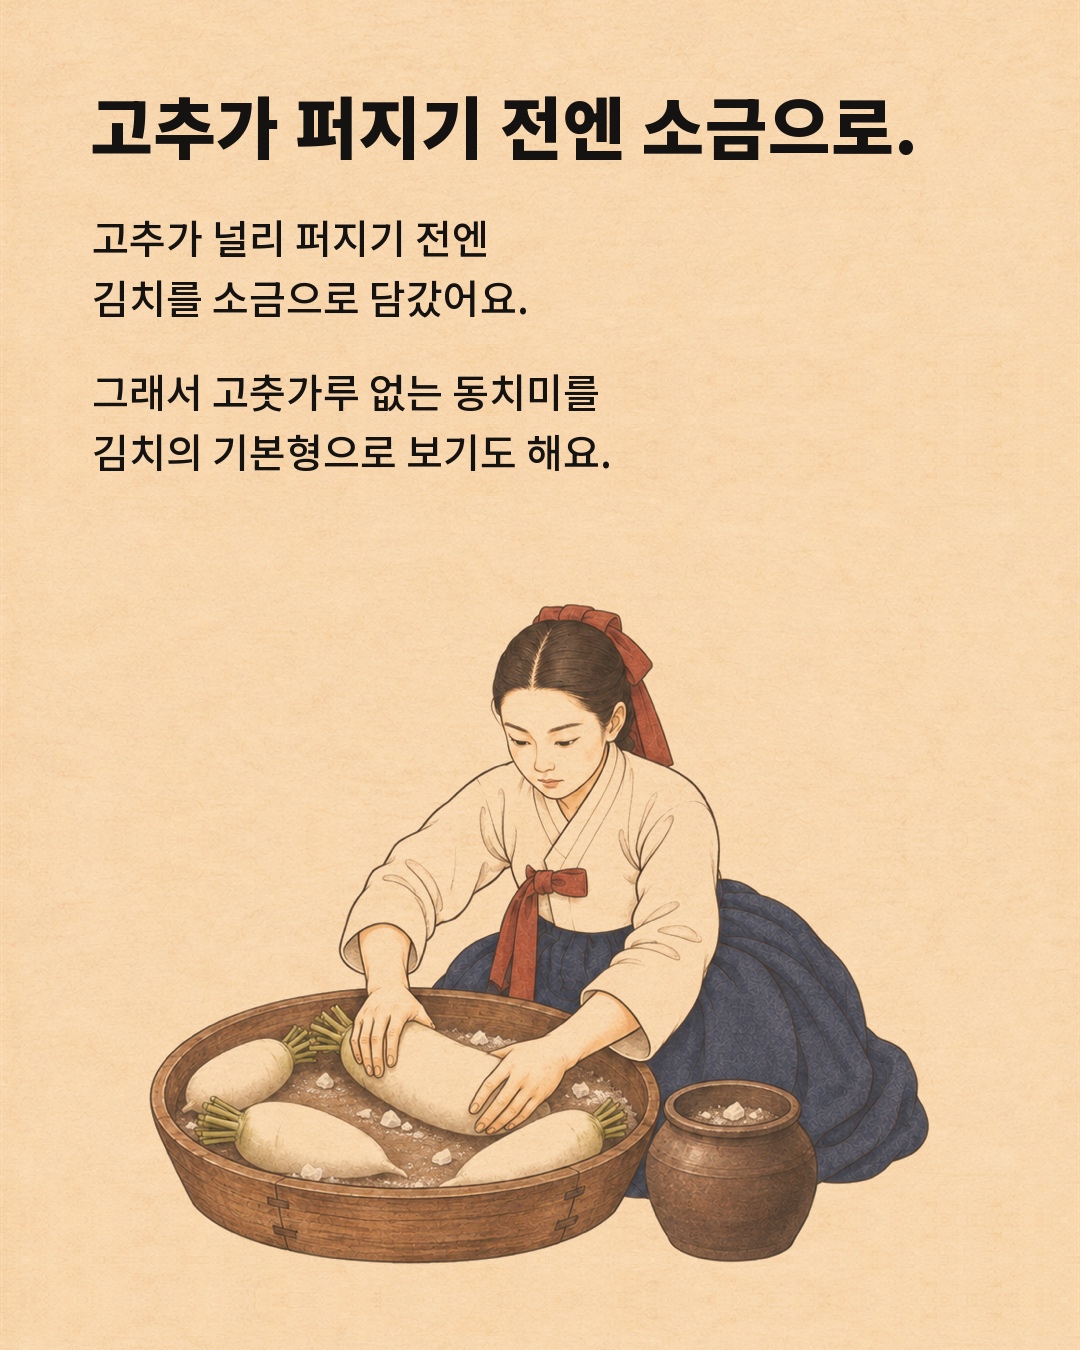 고추가 퍼지기 전엔 소금으로.
고추가 널리 퍼지기 전엔
김치를 소금으로 담갔어요.
그래서 고춧가루 없는 동치미를
김치의 기본형으로 보기도 해요.